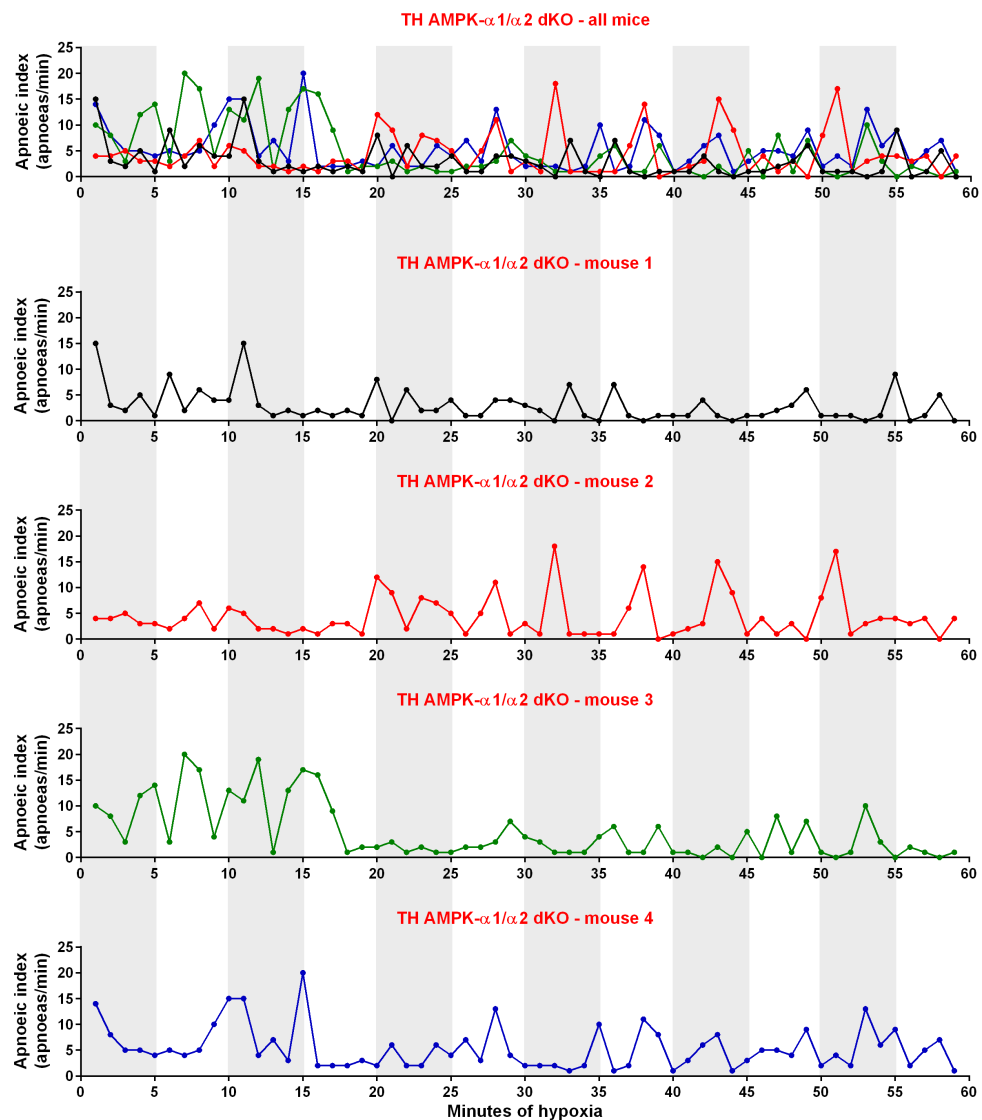 TH AMPK-α1/α2 dKO - all mice
Apnoeic index
(apnoeas/min)
25
20
15
10
5
0
0 5 10 15 20 25 30 35 40 45 50 55 60
TH AMPK-α1/α2 dKO - mouse 1
Apnoeic index
(apnoeas/min)
25
20
15
10
5
0
0 5 10 15 20 25 30 35 40 45 50 55 60
TH AMPK-α1/α2 dKO - mouse 2
Apnoeic index
(apnoeas/min)
25
20
15
10
5
0
0 5 10 15 20 25 30 35 40 45 50 55 60
TH AMPK-α1/α2 dKO - mouse 3
Apnoeic index
(apnoeas/min)
25
20
15
10
5
0
0 5 10 15 20 25 30 35 40 45 50 55 60
TH AMPK-α1/α2 dKO - mouse 4
Apnoeic index
(apnoeas/min)
25
20
15
10
5
0
0 5 10 15 20 25 30 35 40 45 50 55 60
Minutes of hypoxia